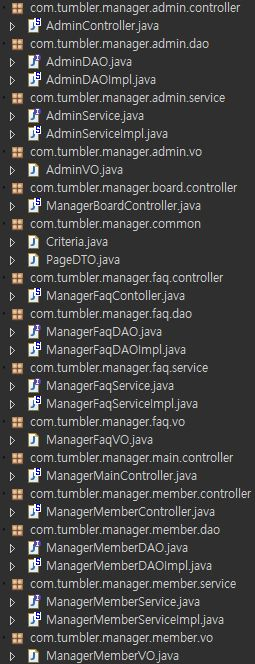 com.tumbler.manager.admin.controller
AdminController.java
com.tumbler.manager.admin.dao
AdminDAO.java
AdminDAOImpl.java
com.tumbler.manager.admin.service
AdminService.java
AdminServiceImpl.java
com.tumbler.manager.admin.vo
AdminVO.java
com.tumbler.manager.board.controller
ManagerBoardController.java
com.tumbler.manager.common
Criteria.java
PageDTO.java
com.tumbler.manager.faq.controller
ManagerFaqContoller.java
com.tumbler.manager.faq.dao
ManagerFaqDAO.java
ManagerFaqDAOImpl.java
com.tumbler.manager.faq.service
ManagerFaqService.java
ManagerFaqServiceImpl.java
com.tumbler.manager.faq.vo
ManagerFaqVO.java
com.tumbler.manager.main.controller
ManagerMainController.java
com.tumbler.manager.member.controller
ManagerMemberController.java
com.tumbler.manager.member.dao
ManagerMemberDAO.java
ManagerMemberDAOImpl.java
com.tumbler.manager.member.service
ManagerMemberService.java
ManagerMemberServiceImpl.java
com.tumbler.manager.member.vo
ManagerMemberVO.java